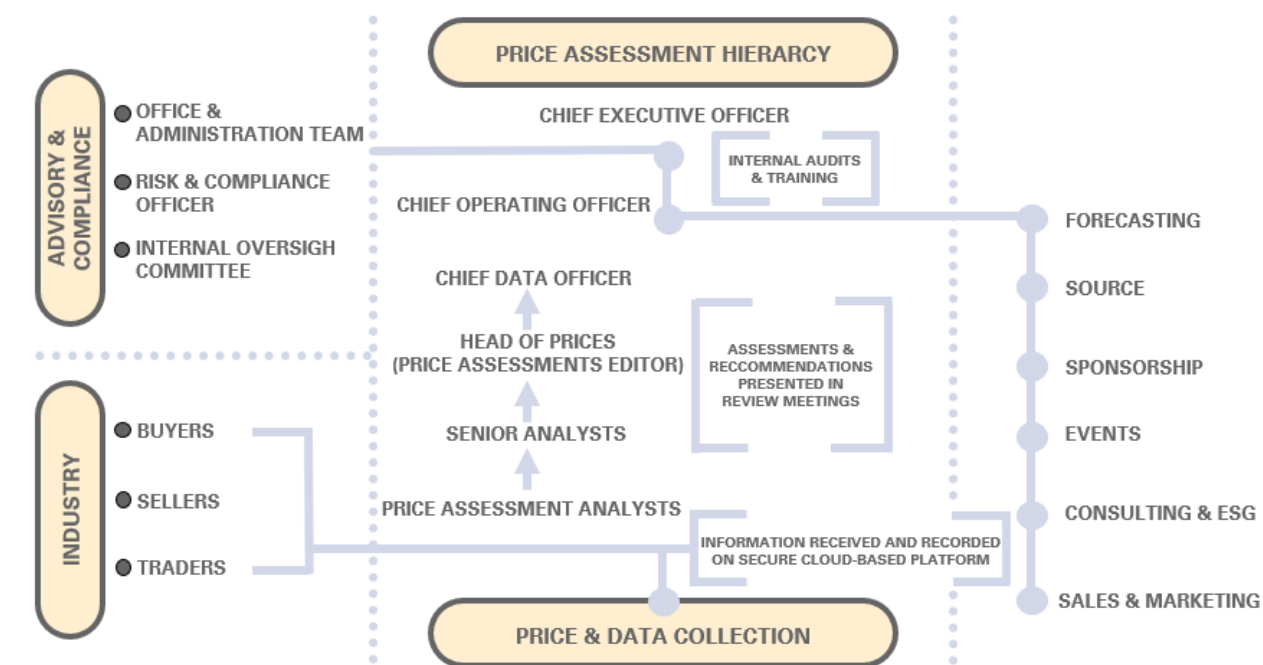 PRICE ASSESSMENT HIERARCY
ADVISORY &
COMPLIANCE
OFFICE &
ADMINISTRATION TEAM
RISK & COMPLIANCE
OFFICER
INTERNAL OVERSIGH
COMMITTEE
CHIEF EXECUTIVE OFFICER
INTERNAL AUDITS
& TRAINING
CHIEF OPERATING OFFICER
CHIEF DATA OFFICER
HEAD OF PRICES
(PRICE ASSESSMENTS EDITOR)
ASSESSMENTS &
RECCOMMENDATIONS
PRESENTED IN
REVIEW MEETINGS
SENIOR ANALYSTS
PRICE ASSESSMENT ANALYSTS
INFORMATION RECEIVED AND RECORDED
ON SECURE CLOUD-BASED PLATFORM
INDUSTRY
BUYERS
SELLERS
TRADERS
PRICE & DATA COLLECTION
FORECASTING
SOURCE
SPONSORSHIP
EVENTS
CONSULTING & ESG
SALES & MARKETING